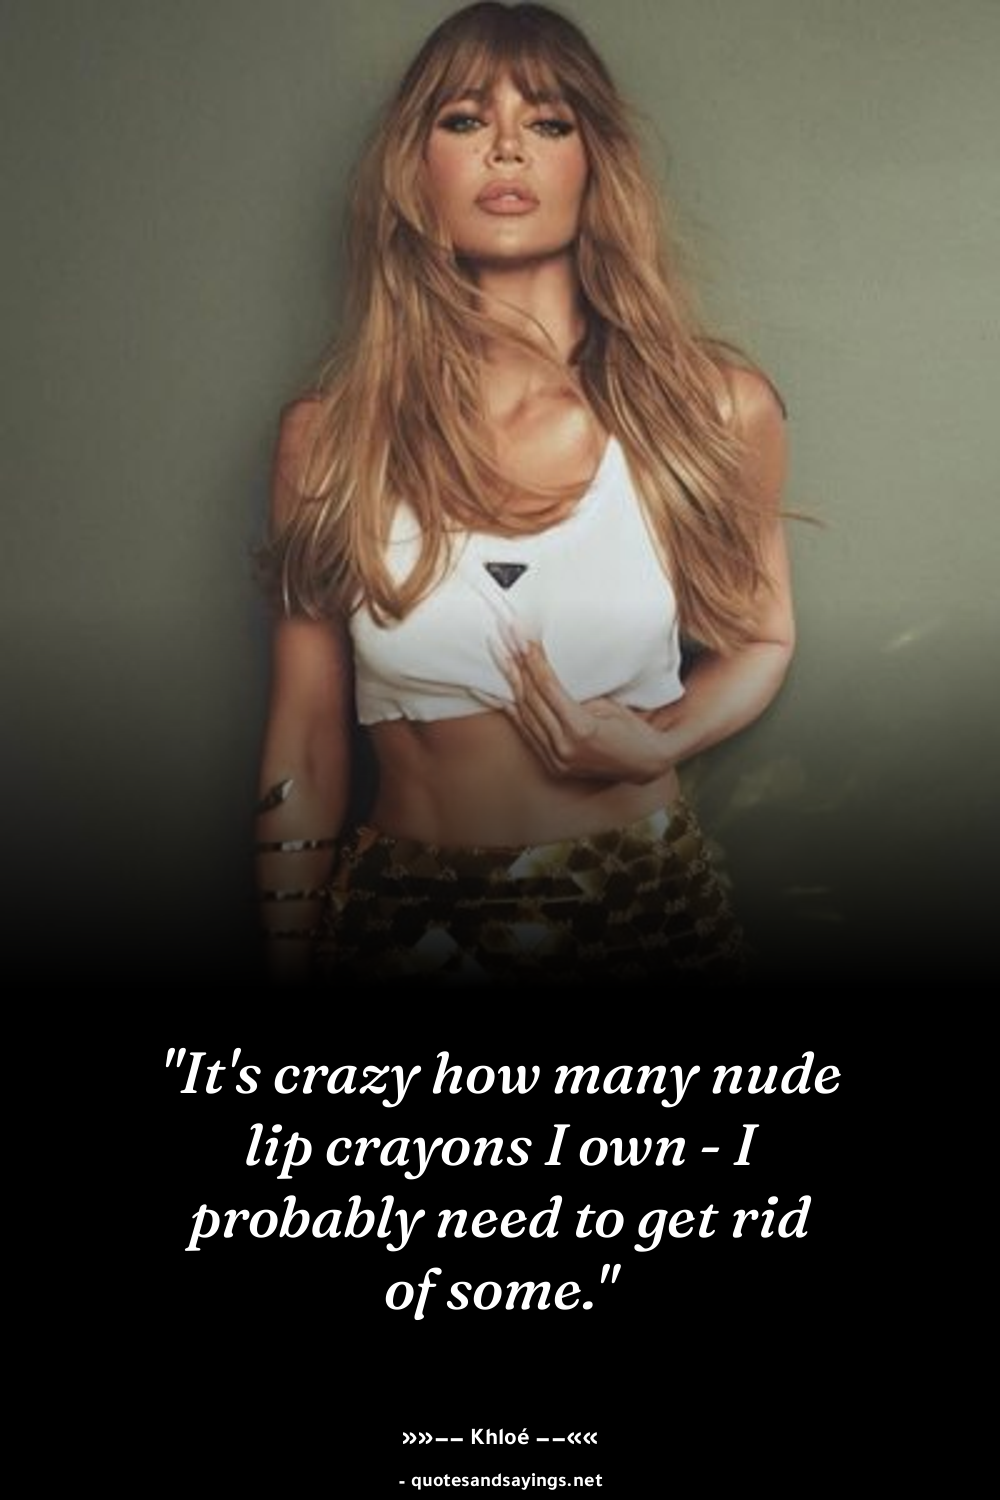 "It's crazy how many nude
lip crayons I own - I
probably need to get rid
of some."
»»−− Khloé −−««
- quotesandsayings.net